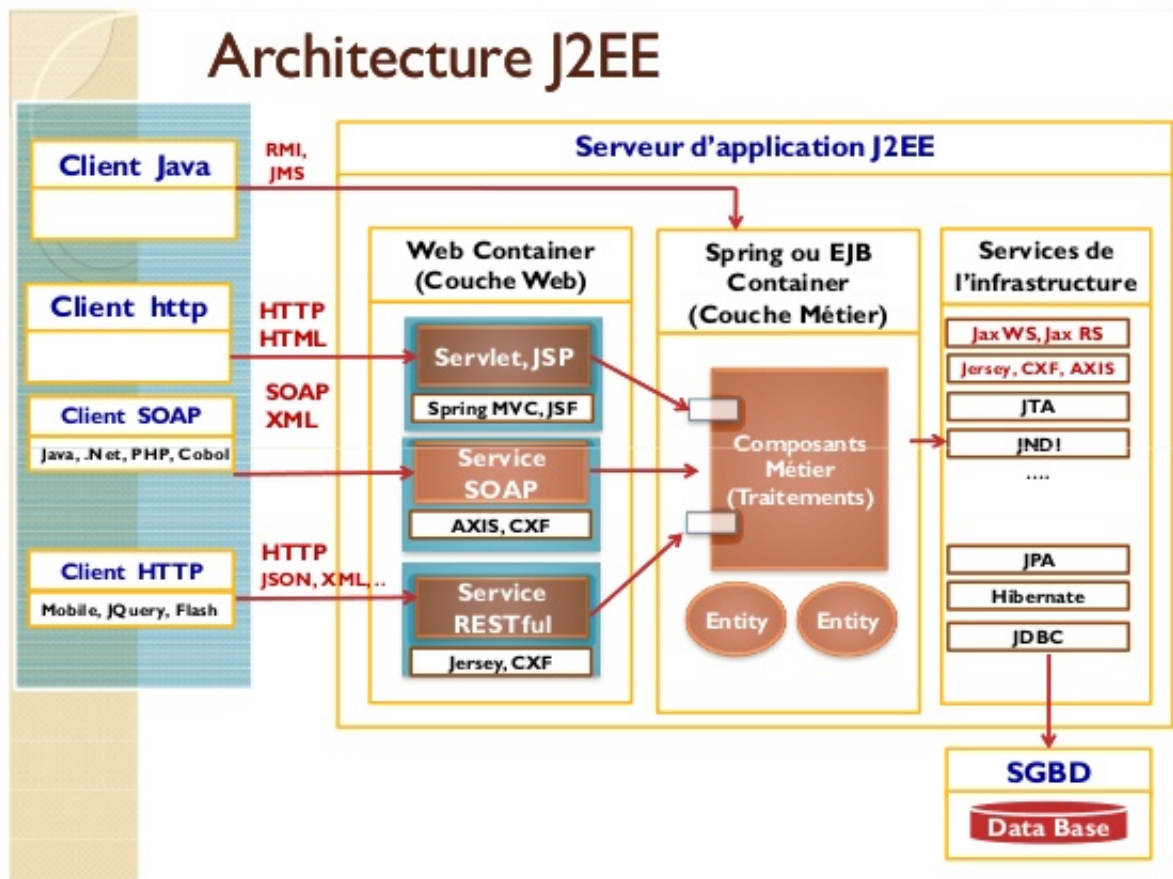 Architecture J2EE
Client Java
RMI,
JMS
Serveur d'application J2EE
Client http
HTTP
HTML
Client SOAP
Java, .Net, PHP, Cobol
SOAP
XML
Client HTTP
Mobile, JQuery, Flash
HTTP
JSON, XML, ..
Web Container
(Couche Web)
Servlet, JSP
Spring MVC, JSF
Service
SOAP
AXIS, CXF
Service
RESTful
Jersey, CXF
Spring ou EJB
Container
(Couche Métier)
Composants
Métier
(Traitements)
Entity
Entity
Services de
l'infrastructure
Jax WS, Jax RS
Jersey, CXF, AXIS
JTA
JNDI
....
JPA
Hibernate
JDBC
SGBD
Data Base